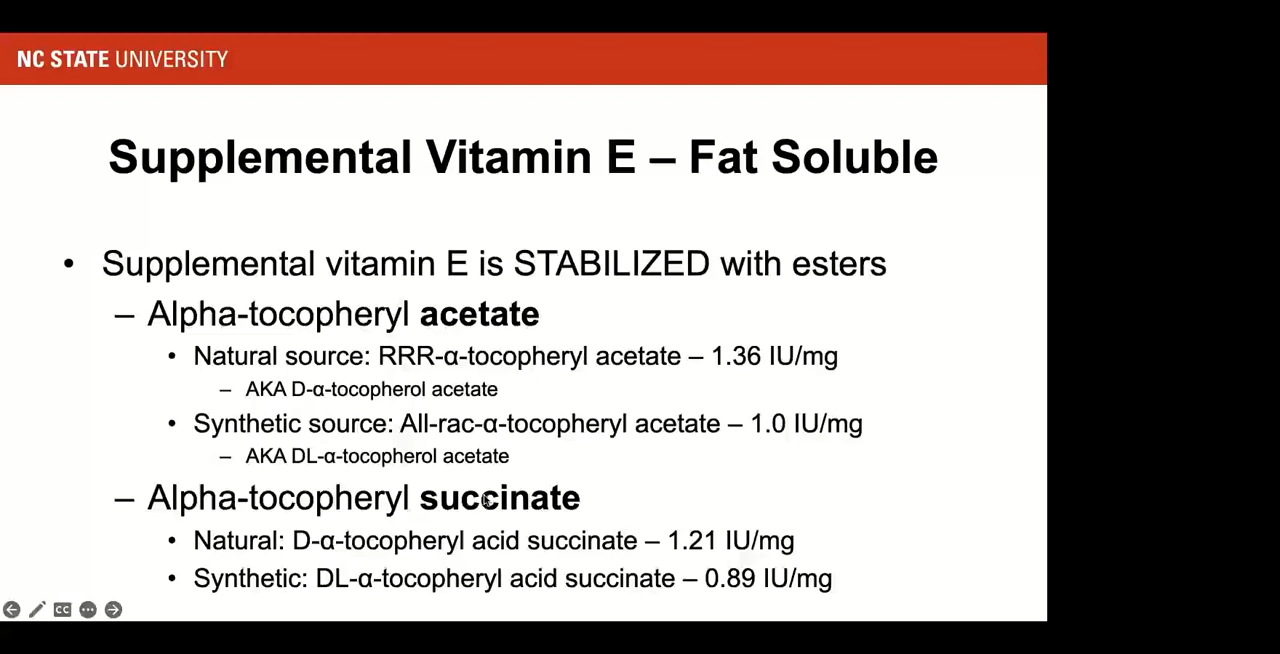 NC STATE UNIVERSITY
Supplemental Vitamin E – Fat Soluble
• Supplemental vitamin E is STABILIZED with esters
– Alpha-tocopheryl acetate
• Natural source: RRR-α-tocopheryl acetate – 1.36 IU/mg
– AKA D-α-tocopherol acetate
• Synthetic source: All-rac-α-tocopheryl acetate – 1.0 IU/mg
– AKA DL-α-tocopherol acetate
– Alpha-tocopheryl succinate
• Natural: D-α-tocopheryl acid succinate – 1.21 IU/mg
• Synthetic: DL-α-tocopheryl acid succinate – 0.89 IU/mg
CC